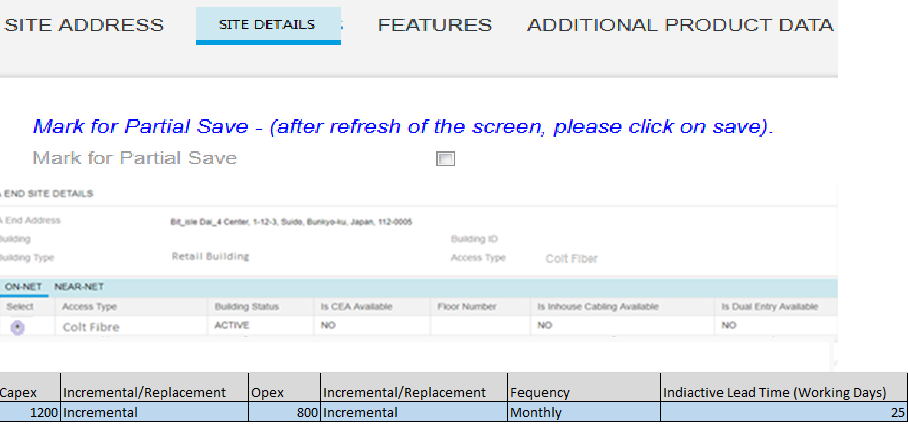 SITE ADDRESS SITE DETAILS FEATURES ADDITIONAL PRODUCT DATA
Mark for Partial Save - (after refresh of the screen, please click on save).
Mark for Partial Save
END SITE DETAILS
End Address Bit_isle Dai_4 Center, 1-12-3, Suido, Bunkyo-ku, Japan, 112-0005
Building Building ID
Building Type Retail Building Access Type Colt Fiber
ON-NET NEAR-NET
Select Access Type Building Status Is CEA Available Floor Number Is Inhouse Cabling Available Is Dual Entry Available
Colt Fibre ACTIVE NO NO NO
Capex Incremental/Replacement Opex Incremental/Replacement Fequency Indiactive Lead Time (Working Days)
1200 Incremental 800 Incremental Monthly 25